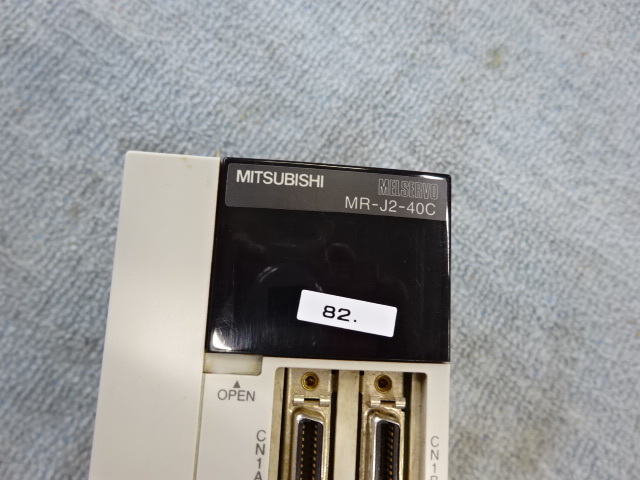 MITSUBISHI
MELSERVO
MR-J2-40C
82.
▲
OPEN
CN1A
CN1B